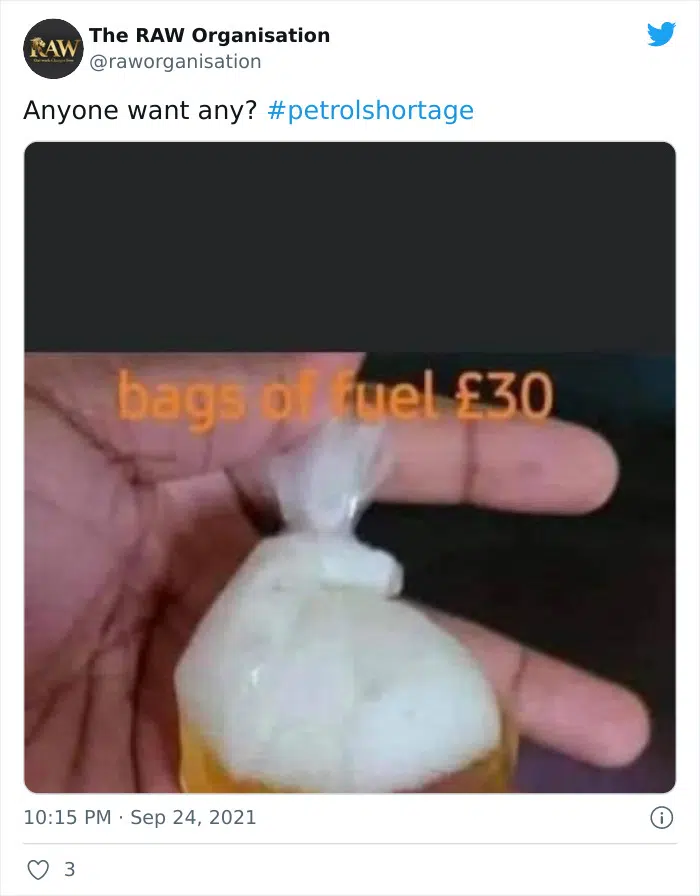 RAW
The RAW Organisation
@raworganisation
Anyone want any? #petrolshortage
bags of fuel £30
10:15 PM · Sep 24, 2021
3